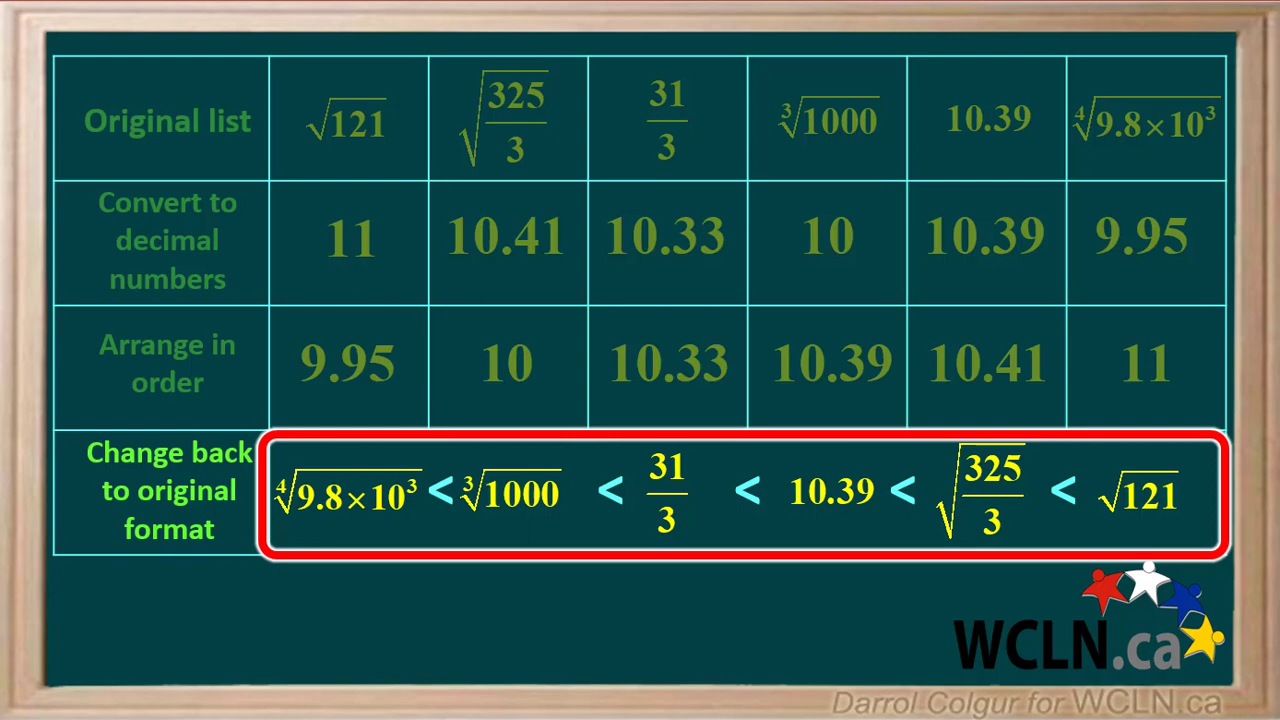 Original list √121 √(325/3) 31/3 ∛1000 10.39 ∜(9.8×10³)
Convert to
decimal
numbers
11 10.41 10.33 10 10.39 9.95
Arrange in
order
9.95 10 10.33 10.39 10.41 11
Change back
to original
format
∜(9.8×10³) < ∛1000 < 31/3 < 10.39 < √(325/3) < √121
WCLN.ca
Darrol Colgur for WCLN.ca